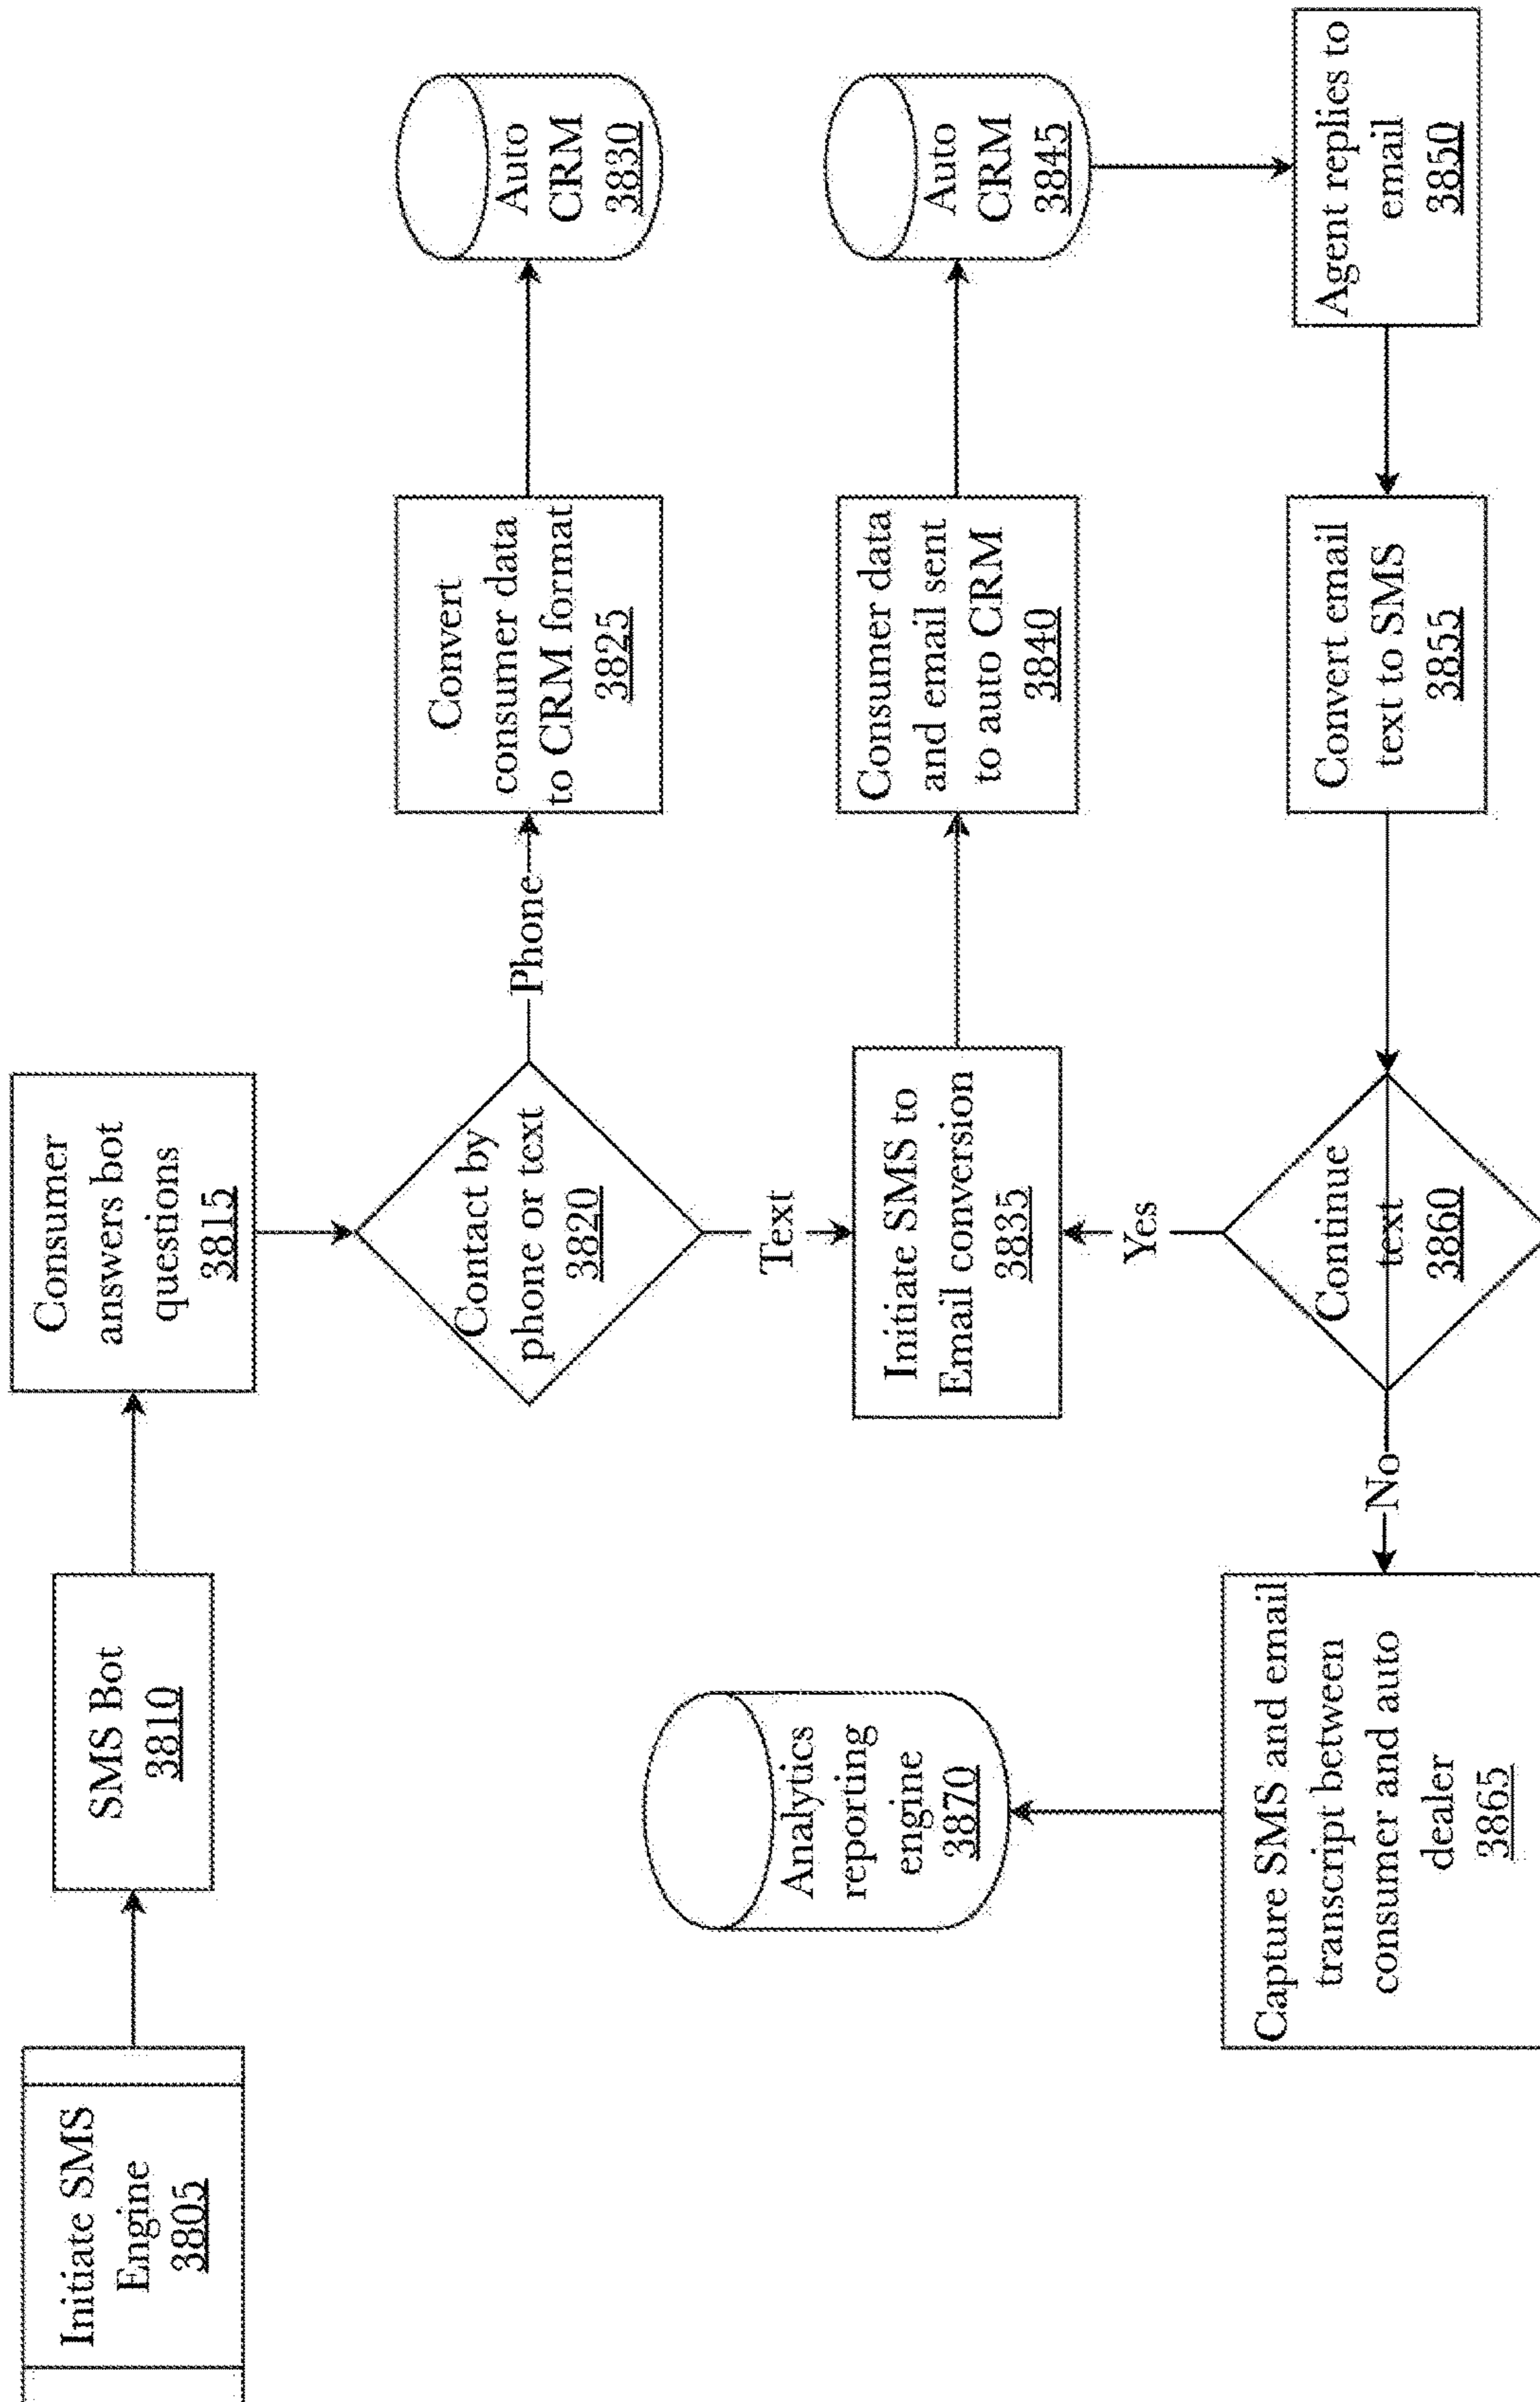 Initiate SMS
Engine
3805
SMS Bot
3810
Consumer
answers bot
questions
3815
Contact by
phone or text
3820
Phone
Convert
consumer data
to CRM format
3825
Auto
CRM
3830
Text
Initiate SMS to
Email conversion
3835
Consumer data
and email sent
to auto CRM
3840
Auto
CRM
3845
Agent replies to
email
3850
Convert email
text to SMS
3855
Continue
text
3860
Yes
No
Capture SMS and email
transcript between
consumer and auto
dealer
3865
Analytics
reporting
engine
3870